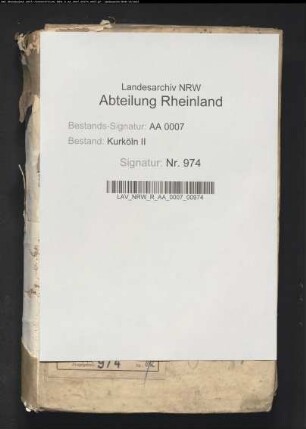 Landesarchiv NRW
Abteilung Rheinland
Bestands-Signatur: AA 0007
Bestand: Kurköln II
Signatur: Nr. 974
LAV_NRW_R_AA_0007_00974
974